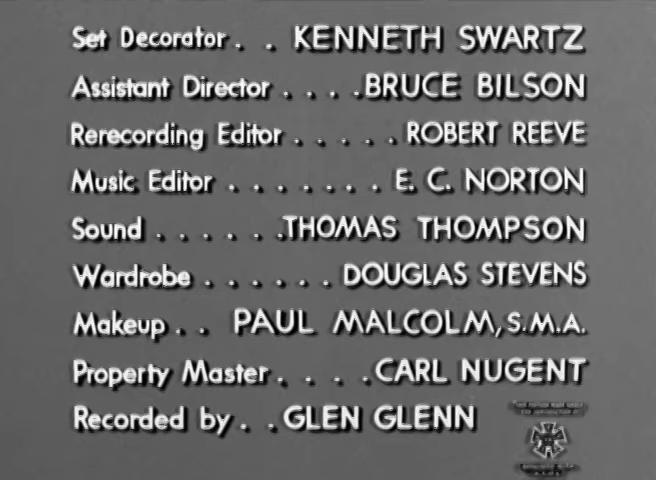 Set Decorator . . KENNETH SWARTZ
Assistant Director . . . . BRUCE BILSON
Rerecording Editor . . . . . ROBERT REEVE
Music Editor . . . . . . . E. C. NORTON
Sound . . . . . . THOMAS THOMPSON
Wardrobe . . . . . . DOUGLAS STEVENS
Makeup . . PAUL MALCOLM, S.M.A.
Property Master . . . . CARL NUGENT
Recorded by . . GLEN GLENN